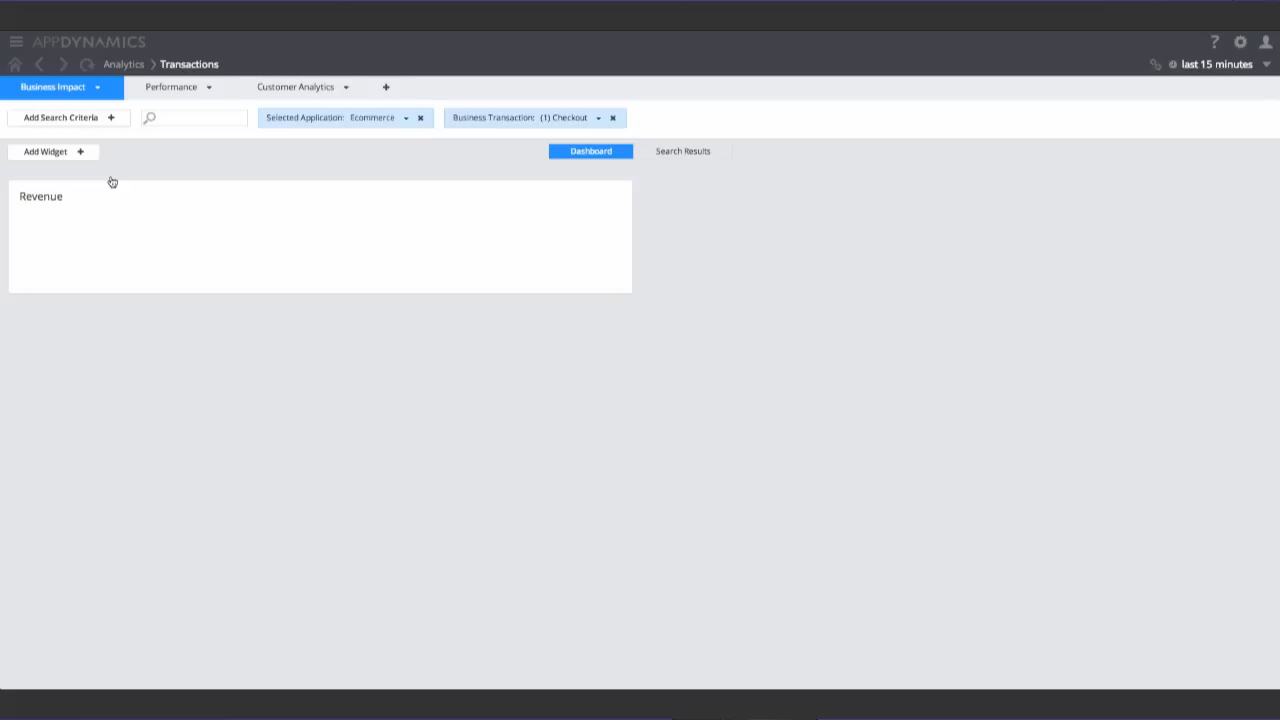 APPDYNAMICS
Analytics Transactions last 15 minutes
Business Impact Performance Customer Analytics +
Add Search Criteria + Selected Application: Ecommerce Business Transaction: (1) Checkout
Add Widget + Dashboard Search Results
Revenue